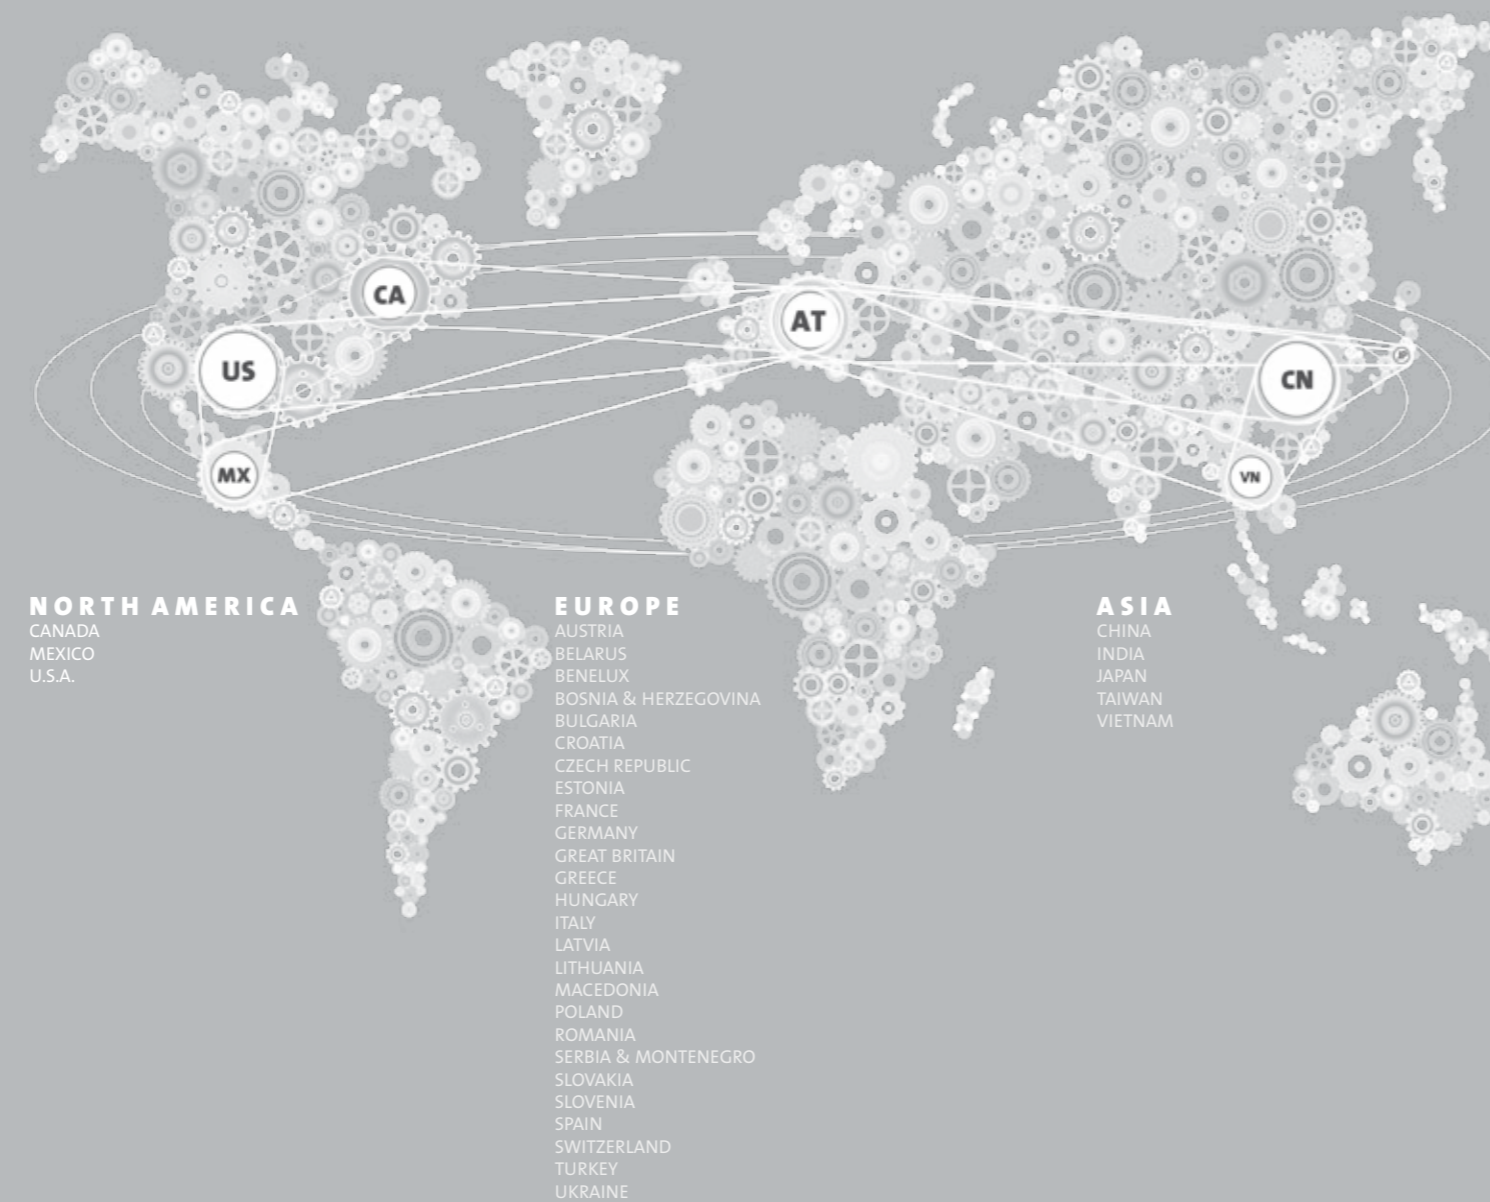 CA
AT
US
CN
MX
VN
NORTH AMERICA
CANADA
MEXICO
U.S.A.
EUROPE
AUSTRIA
BELARUS
BENELUX
BOSNIA & HERZEGOVINA
BULGARIA
CROATIA
CZECH REPUBLIC
ESTONIA
FRANCE
GERMANY
GREAT BRITAIN
GREECE
HUNGARY
ITALY
LATVIA
LITHUANIA
MACEDONIA
POLAND
ROMANIA
SERBIA & MONTENEGRO
SLOVAKIA
SLOVENIA
SPAIN
SWITZERLAND
TURKEY
UKRAINE
ASIA
CHINA
INDIA
JAPAN
TAIWAN
VIETNAM